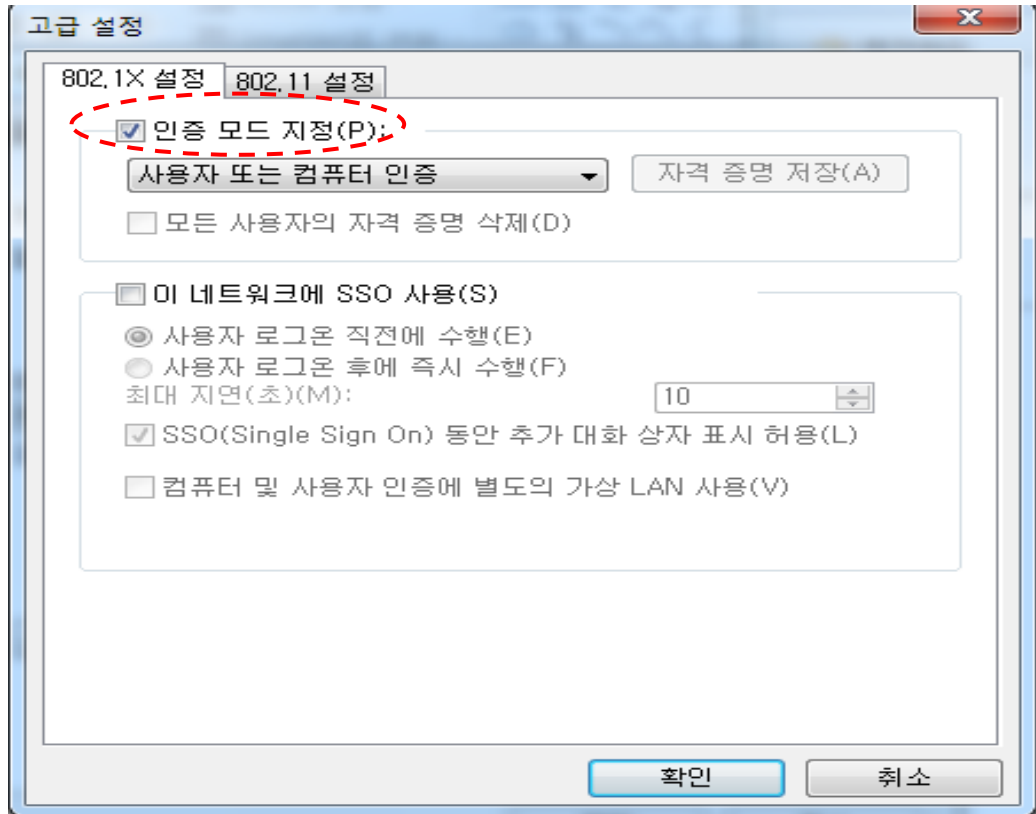 고급 설정
802.1X 설정 802.11 설정
인증 모드 지정(P):
사용자 또는 컴퓨터 인증 자격 증명 저장(A)
모든 사용자의 자격 증명 삭제(D)
이 네트워크에 SSO 사용(S)
사용자 로그온 직전에 수행(E)
사용자 로그온 후에 즉시 수행(F)
최대 지연(초)(M): 10
SSO(Single Sign On) 동안 추가 대화 상자 표시 허용(L)
컴퓨터 및 사용자 인증에 별도의 가상 LAN 사용(V)
확인 취소